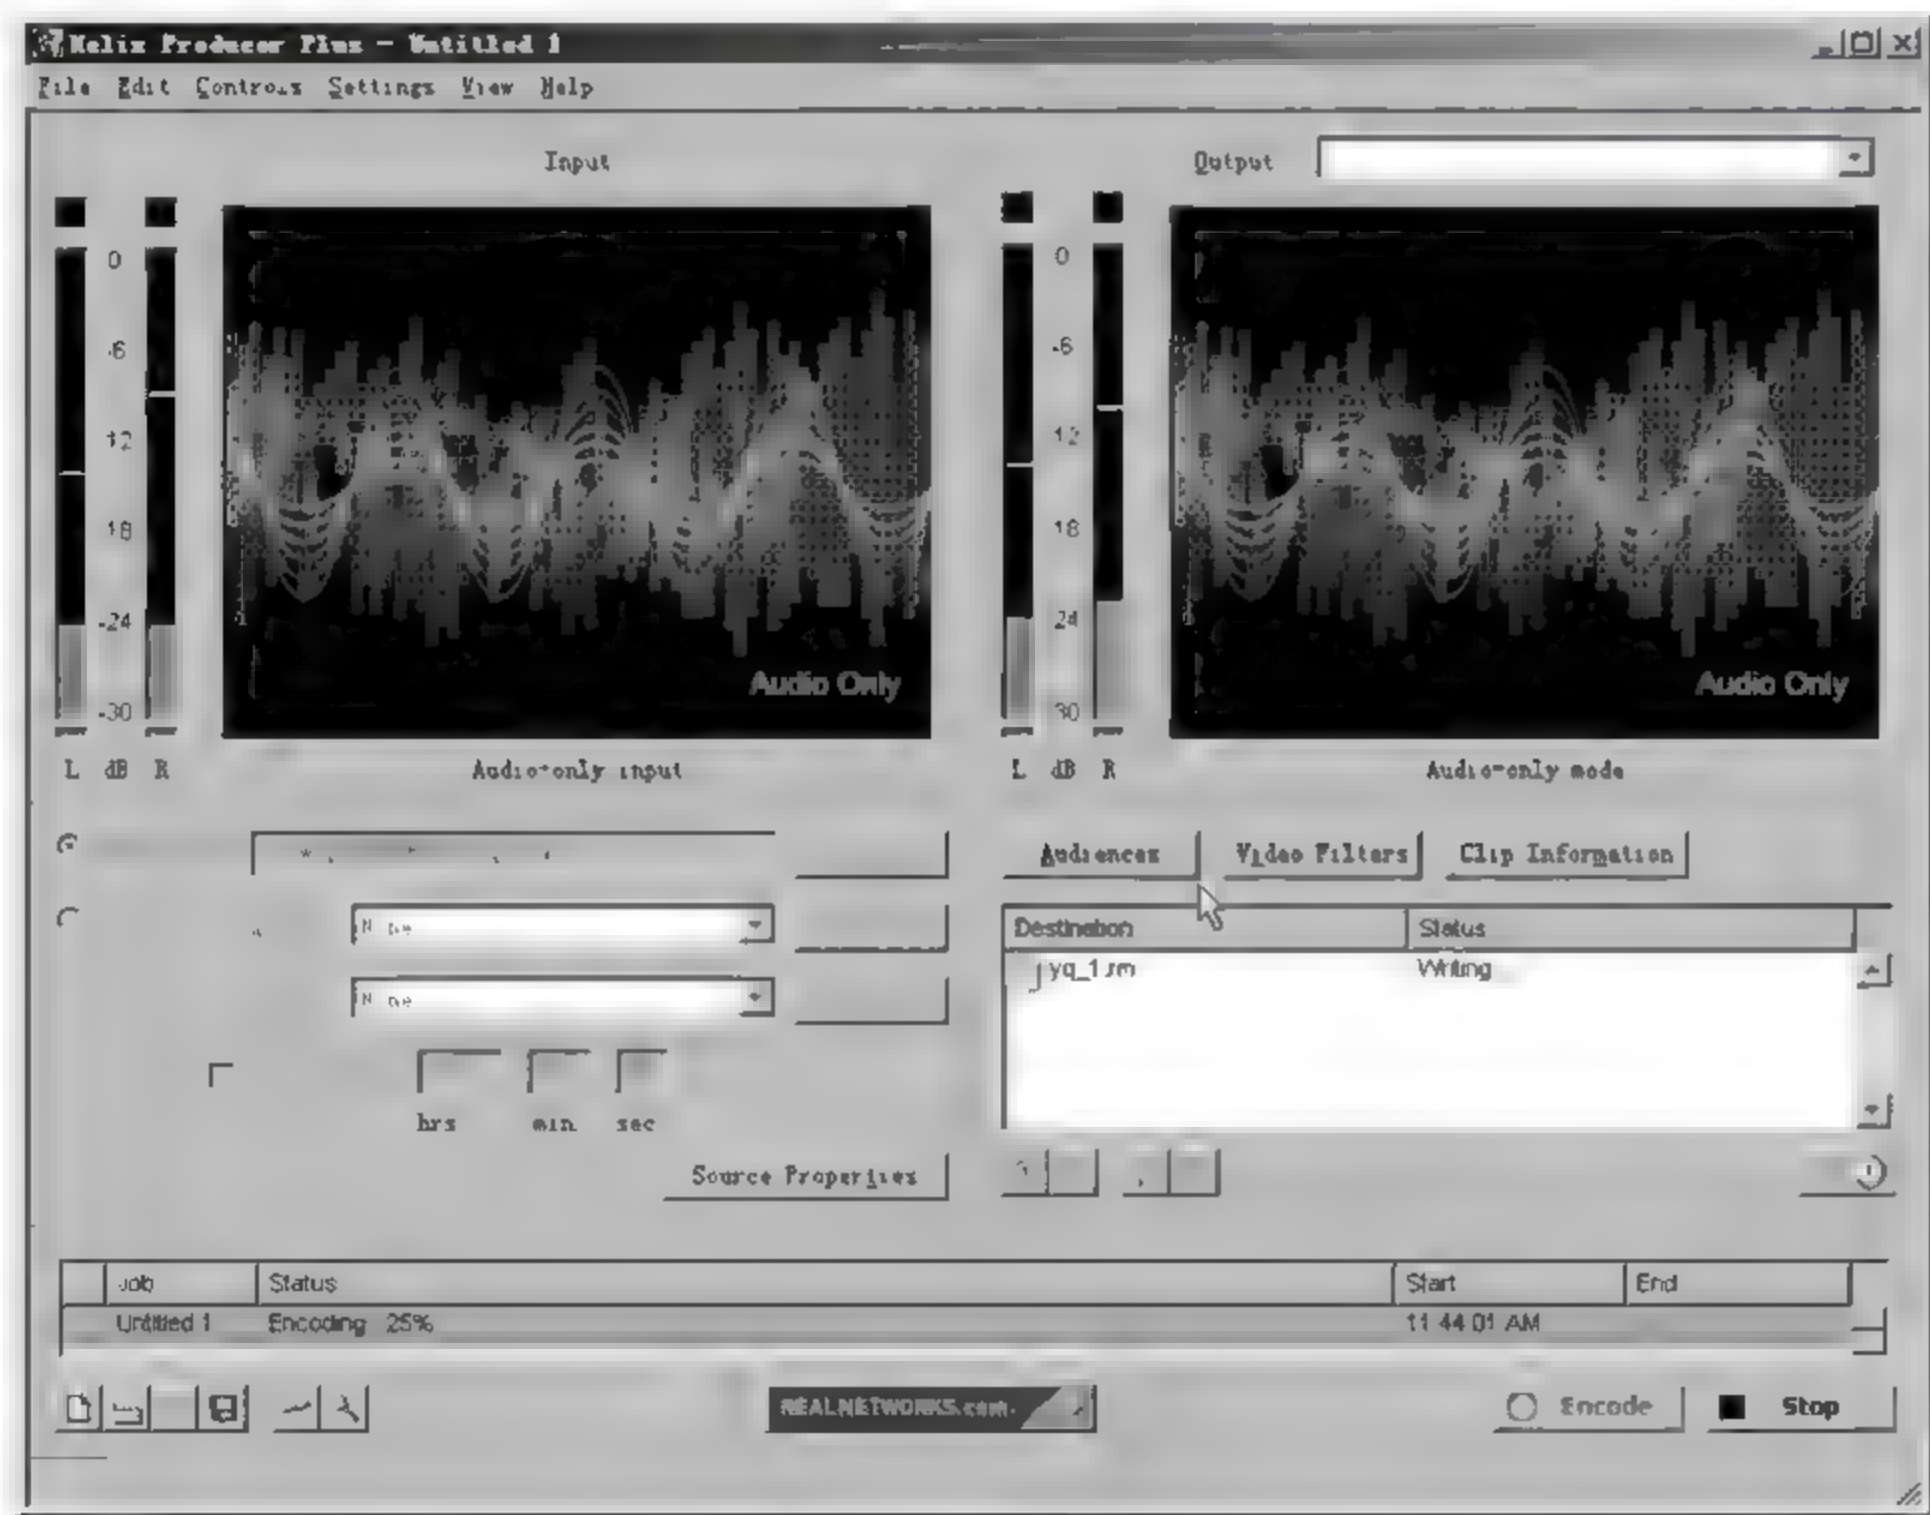 Helix Producer Plus - Untitled 1
File Edit Controls Settings View Help
Input
Output
0
-6
12
18
-24
-30
L dB R
Audio Only
Audio-only input
0
-6
12
18
24
30
L dB R
Audio Only
Audio-only mode
None
None
hrs min sec
Source Properties
Audiences Video Filters Clip Information
Destination Status
yq_1.rm Writing
Job Status Start End
Untitled 1 Encoding 25% 11 44 01 AM
REALNETWORKS.com
Encode Stop